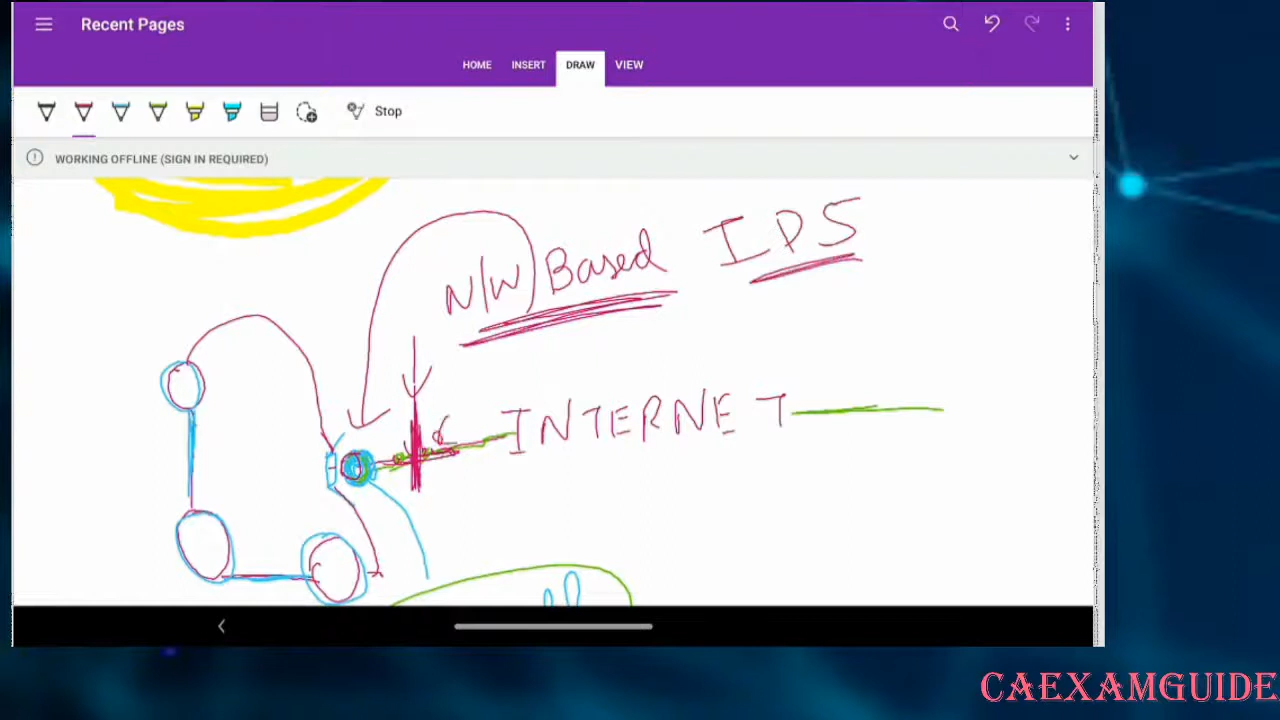 Recent Pages
HOME INSERT DRAW VIEW
Stop
WORKING OFFLINE (SIGN IN REQUIRED)
N/W) Based IPS
INTERNET
CAEXAMGUIDE